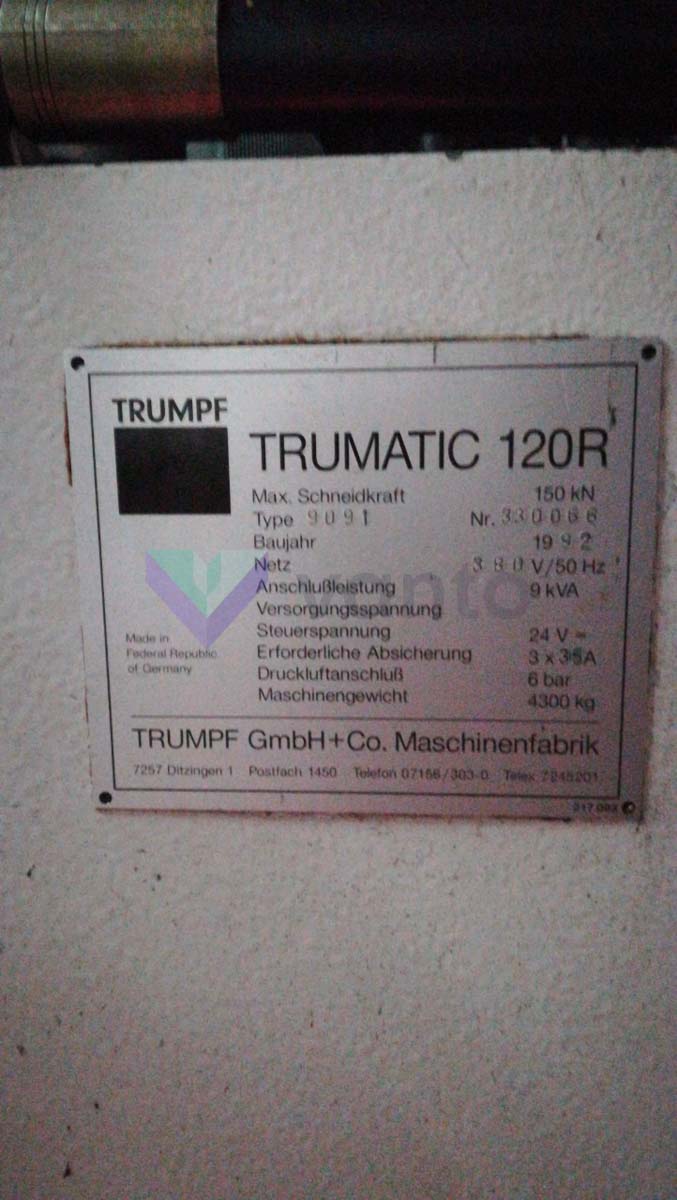 TRUMPF
TRUMATIC 120R
Max. Schneidkraft 150 kN
Type 9091 Nr. 330066
Baujahr 1992
Netz 380 V/50 Hz
Anschlußleistung 9 kVA
Versorgungsspannung
Steuerspannung 24 V =
Erforderliche Absicherung 3 x 35A
Druckluftanschluß 6 bar
Maschinengewicht 4300 kg
Made in
Federal Republic
of Germany
TRUMPF GmbH+Co. Maschinenfabrik
7257 Ditzingen 1 Postfach 1450 Telefon 07156/303-0 Telex 7245201